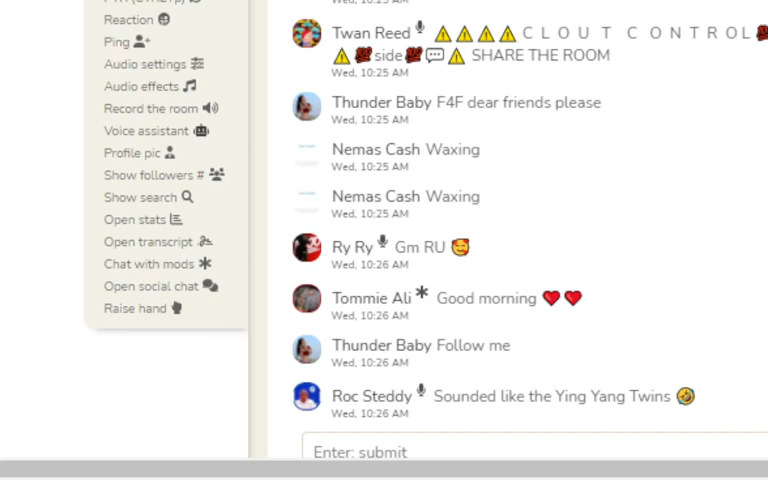 Reaction
Ping
Audio settings
Audio effects
Record the room
Voice assistant
Profile pic
Show followers #
Show search
Open stats
Open transcript
Chat with mods
Open social chat
Raise hand
Twan Reed ⚠️⚠️⚠️⚠️ C L O U T C O N T R O L 💯
⚠️💯side💯💬⚠️ SHARE THE ROOM
Wed, 10:25 AM
Thunder Baby F4F dear friends please
Wed, 10:25 AM
Nemas Cash Waxing
Wed, 10:25 AM
Nemas Cash Waxing
Wed, 10:25 AM
Ry Ry Gm RU 🥰
Wed, 10:26 AM
Tommie Ali * Good morning ❤️❤️
Wed, 10:26 AM
Thunder Baby Follow me
Wed, 10:26 AM
Roc Steddy Sounded like the Ying Yang Twins 🤣
Wed, 10:26 AM
Enter: submit